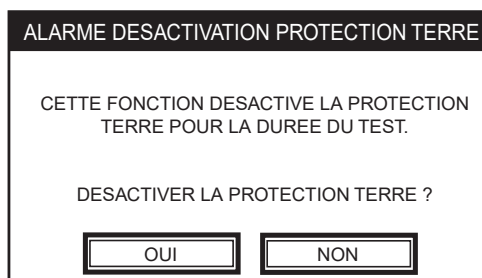 ALARME DESACTIVATION PROTECTION TERRE
CETTE FONCTION DESACTIVE LA PROTECTION
TERRE POUR LA DUREE DU TEST.
DESACTIVER LA PROTECTION TERRE ?
OUI
NON